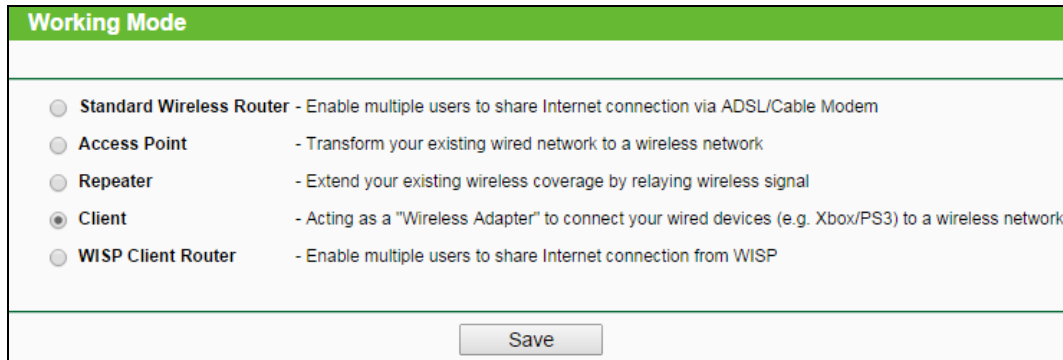 Working Mode
Standard Wireless Router - Enable multiple users to share Internet connection via ADSL/Cable Modem
Access Point - Transform your existing wired network to a wireless network
Repeater - Extend your existing wireless coverage by relaying wireless signal
Client - Acting as a "Wireless Adapter" to connect your wired devices (e.g. Xbox/PS3) to a wireless network
WISP Client Router - Enable multiple users to share Internet connection from WISP
Save